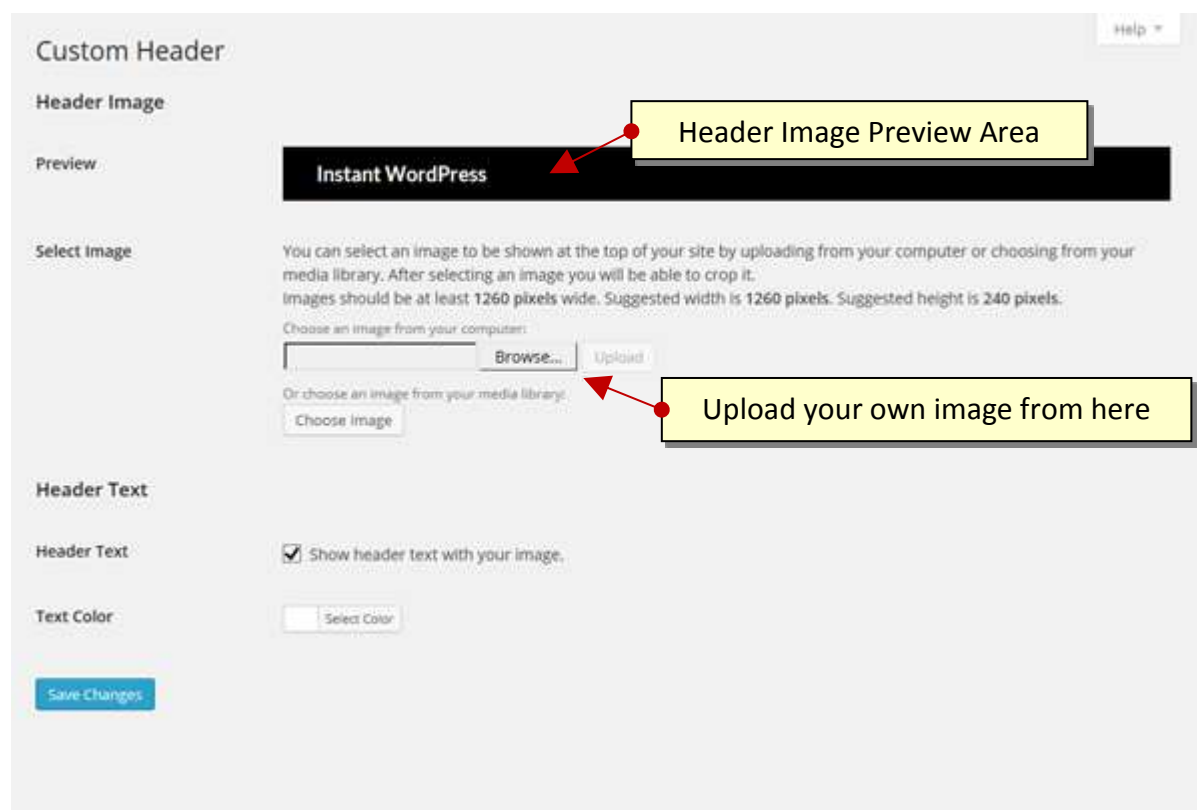 Help
Custom Header
Header Image
Header Image Preview Area
Preview
Instant WordPress
Select Image
You can select an image to be shown at the top of your site by uploading from your computer or choosing from your
media library. After selecting an image you will be able to crop it.
Images should be at least 1260 pixels wide. Suggested width is 1260 pixels. Suggested height is 240 pixels.
Choose an image from your computer:
Browse... Upload
Or choose an image from your media library:
Upload your own image from here
Choose Image
Header Text
Header Text
Show header text with your image.
Text Color
Select Color
Save Changes